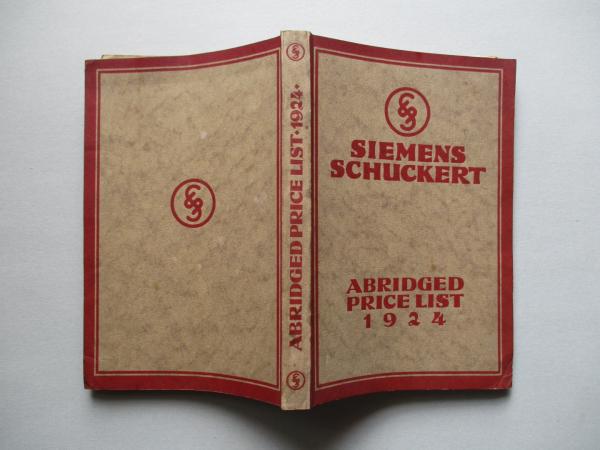 ABRIDGED PRICE LIST · 1924 ·
SIEMENS
SCHUCKERT
ABRIDGED
PRICE LIST
1924